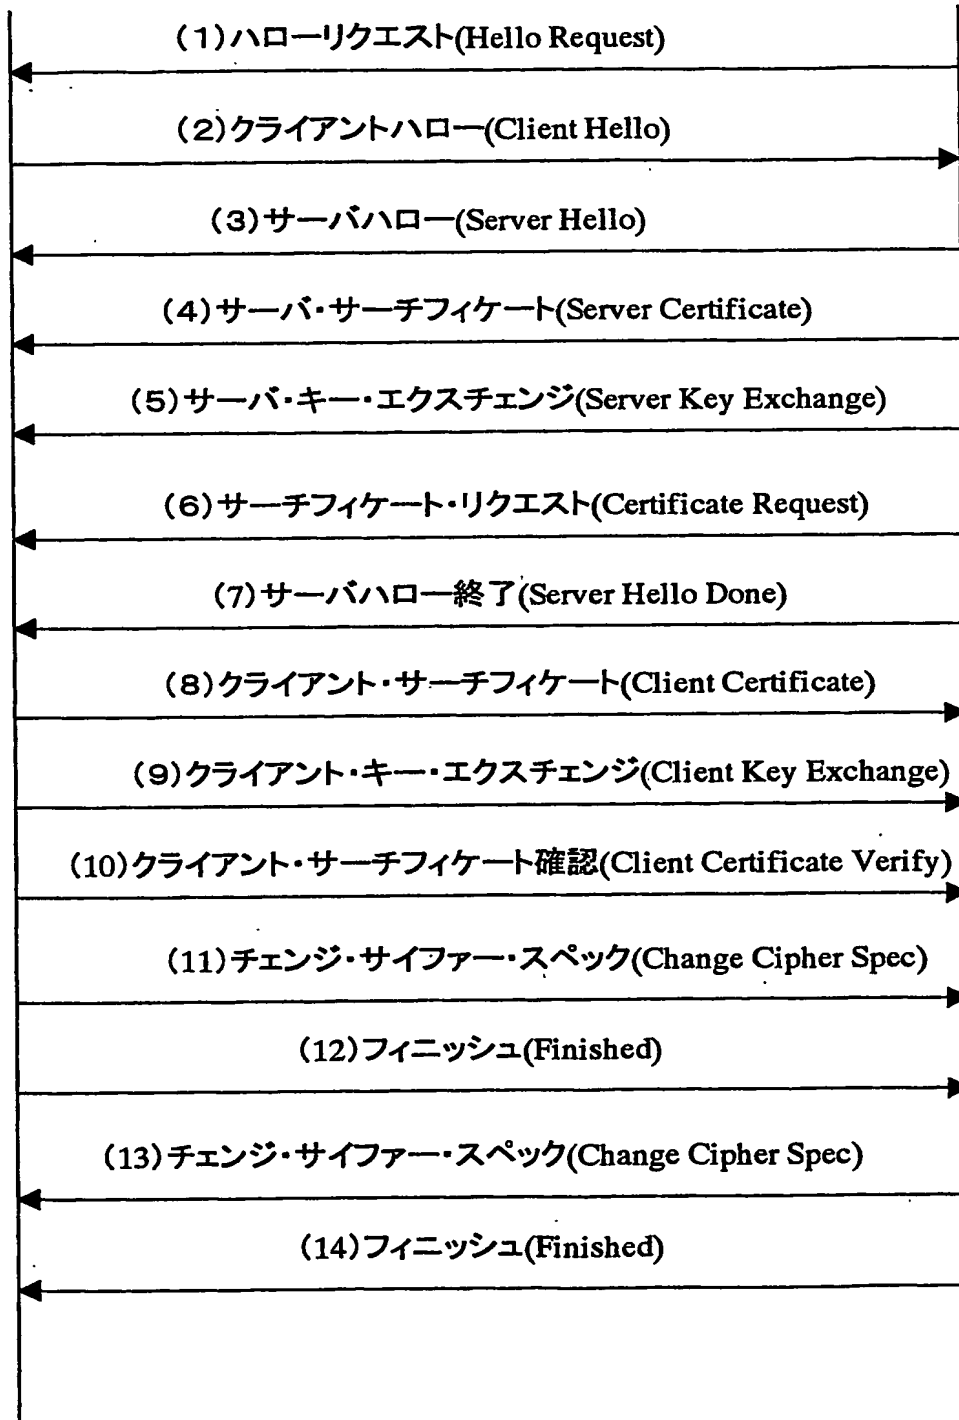 (1)ハローリクエスト(Hello Request)
(2)クライアントハロー(Client Hello)
(3)サーバハロー(Server Hello)
(4)サーバ・サーチフィケート(Server Certificate)
(5)サーバ・キー・エクスチェンジ(Server Key Exchange)
(6)サーチフィケート・リクエスト(Certificate Request)
(7)サーバハロー終了(Server Hello Done)
(8)クライアント・サーチフィケート(Client Certificate)
(9)クライアント・キー・エクスチェンジ(Client Key Exchange)
(10)クライアント・サーチフィケート確認(Client Certificate Verify)
(11)チェンジ・サイファー・スペック(Change Cipher Spec)
(12)フィニッシュ(Finished)
(13)チェンジ・サイファー・スペック(Change Cipher Spec)
(14)フィニッシュ(Finished)